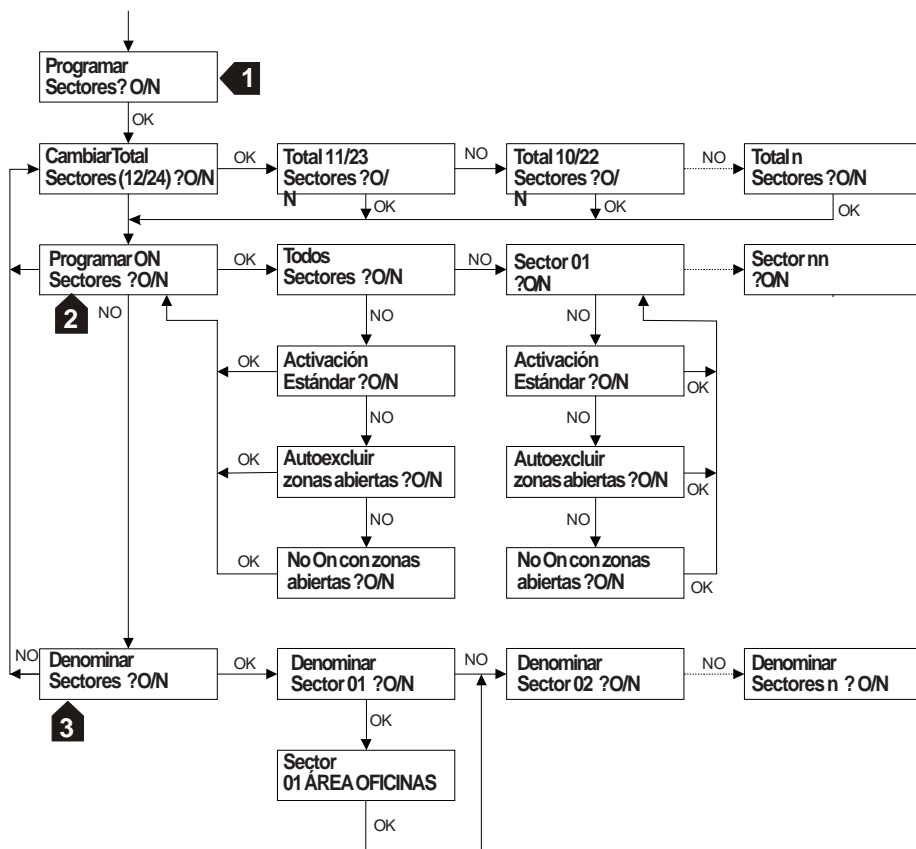 Programar
Sectores? O/N
1
OK
Cambiar Total
Sectores (12/24) ?O/N
OK
Total 11/23
Sectores ?O/
N
NO
Total 10/22
Sectores ?O/
N
NO
Total n
Sectores ?O/N
OK
OK
OK
Programar ON
Sectores ?O/N
2
OK
Todos
Sectores ?O/N
NO
Sector 01
?O/N
Sector nn
?O/N
NO
NO
NO
OK
Activación
Estándar ?O/N
Activación
Estándar ?O/N
OK
NO
NO
OK
Autoexcluir
zonas abiertas ?O/N
Autoexcluir
zonas abiertas ?O/N
OK
NO
NO
OK
No On con zonas
abiertas ?O/N
No On con zonas
abiertas ?O/N
OK
NO
Denominar
Sectores ?O/N
3
OK
Denominar
Sector 01 ?O/N
NO
Denominar
Sector 02 ?O/N
NO
Denominar
Sectores n ? O/N
OK
Sector
01 ÁREA OFICINAS
OK